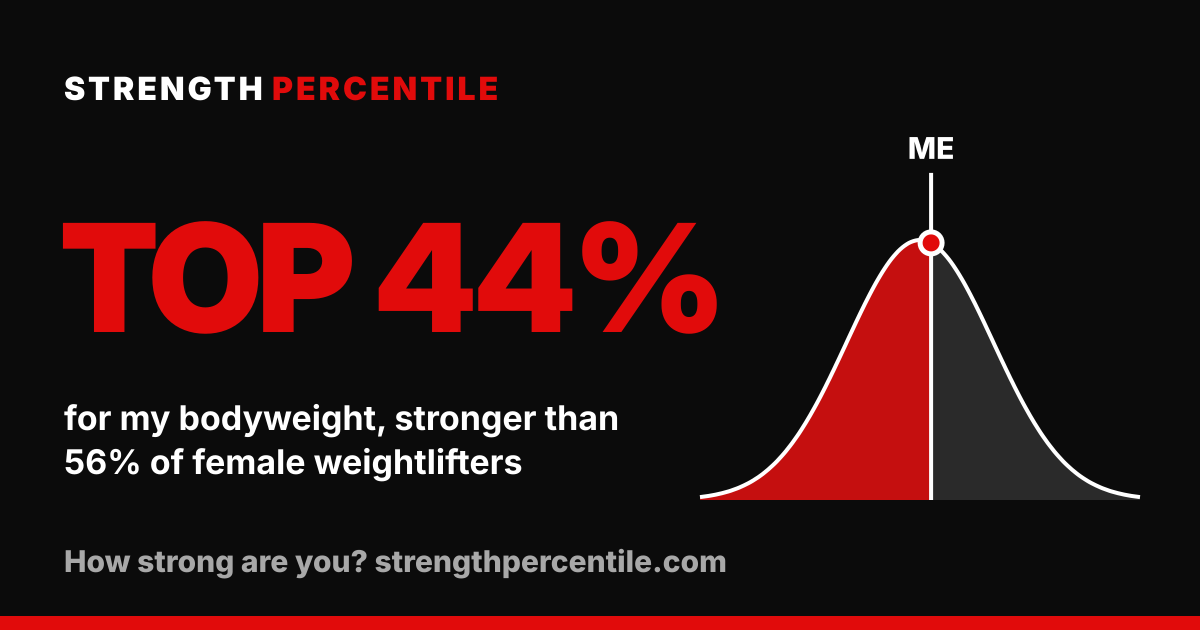 STRENGTH PERCENTILE
ME
TOP 44%
for my bodyweight, stronger than
56% of female weightlifters
How strong are you? strengthpercentile.com